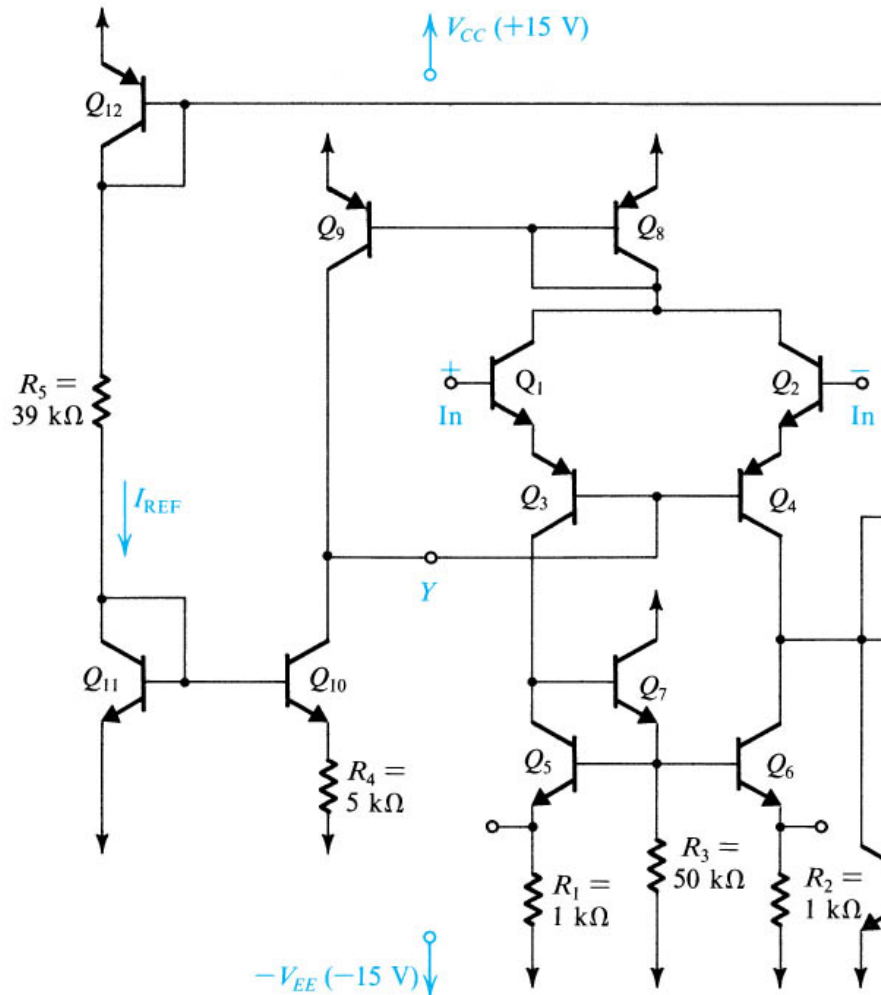 V_CC (+15 V)
Q_12
Q_9
Q_8
R_5 =
39 kΩ
+
In
Q_1
Q_2
−
In
I_REF
Q_3
Q_4
Y
Q_11
Q_10
Q_7
R_4 =
5 kΩ
Q_5
Q_6
R_1 =
1 kΩ
R_3 =
50 kΩ
R_2 =
1 kΩ
−V_EE (−15 V)